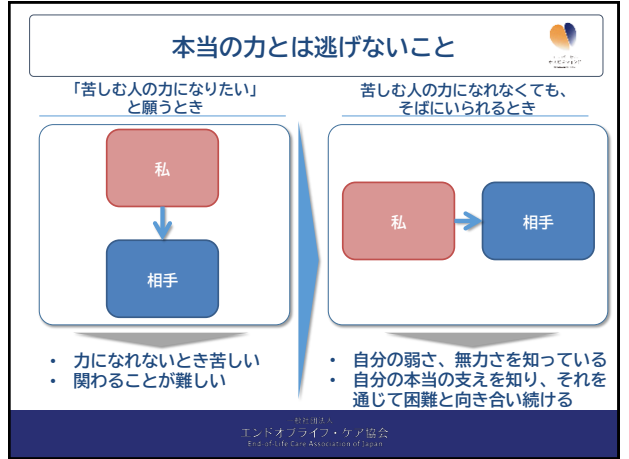 本当の力とは逃げないこと
「苦しむ人の力になりたい」
と願うとき
私
相手
・ 力になれないとき苦しい
・ 関わることが難しい
苦しむ人の力になれなくても、
そばにいられるとき
私
相手
・ 自分の弱さ、無力さを知っている
・ 自分の本当の支えを知り、それを
通じて困難と向き合い続ける
一般社団法人
エンドオブライフ・ケア協会
End-of-Life Care Association of Japan